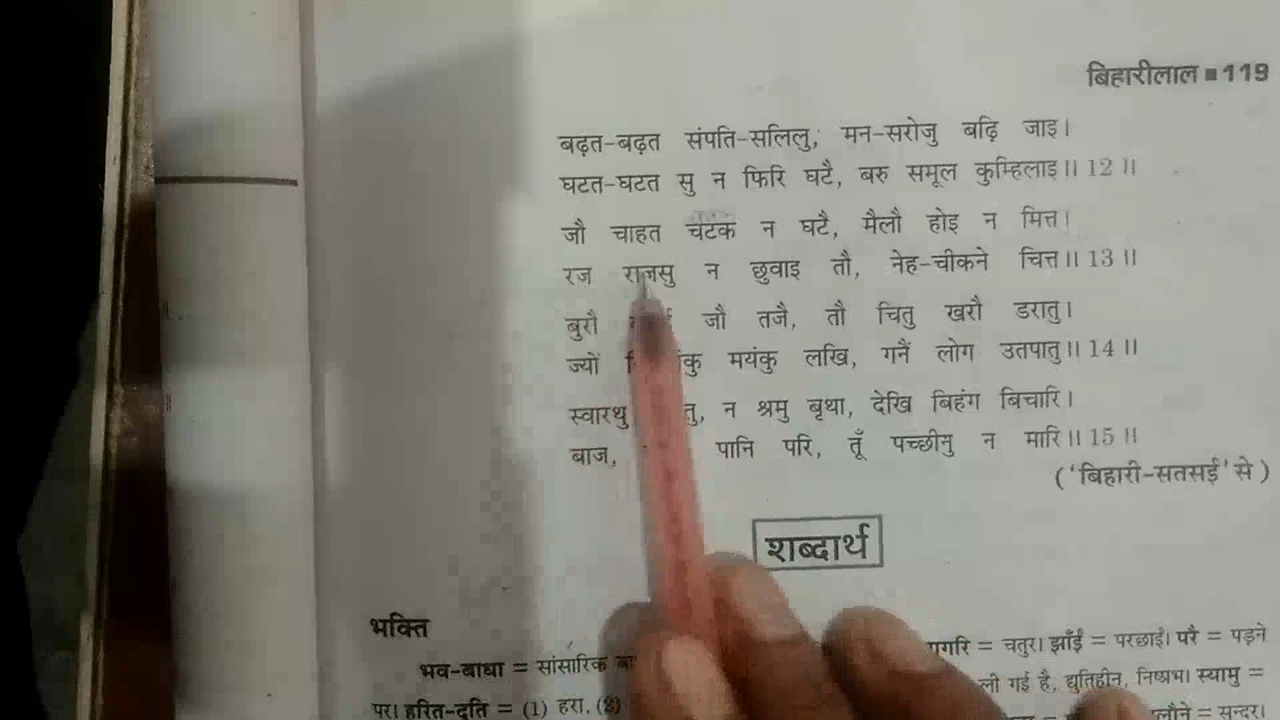 बिहारीलाल ■ 119
बढ़त-बढ़त संपति-सलिलु, मन-सरोजु बढ़ि जाइ।
घटत-घटत सु न फिरि घटै, बरु समूल कुम्हिलाइ॥ 12 ॥
जौ चाहत चटक न घटै, मैलौ होइ न मित्त।
रज राजसु न छुवाइ तौ, नेह-चीकने चित्त॥ 13 ॥
बुरौ जौ तजै, तौ चितु खरौ डरातु।
ज्यों मयंकु लखि, गनैं लोग उतपातु॥ 14 ॥
स्वारथु न श्रमु बृथा, देखि बिहंग बिचारि।
बाज, पानि परि, तूँ पच्छीनु न मारि॥ 15 ॥
('बिहारी-सतसई' से)
शब्दार्थ
भक्ति
भव-बाधा = सांसारिक = चतुर। झाँई = परछाईं। परै = पड़ने
पर। हरित-दुति = (1) हरा, (2) ली गई है, द्युतिहीन, निष्प्रभ। स्यामु =
= सुन्दर।